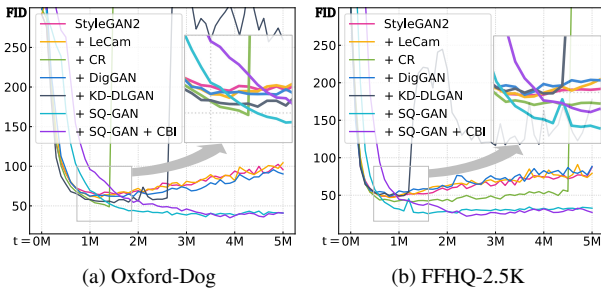 FID
250
200
150
100
50
t = 0M 1M 2M 3M 4M 5M
StyleGAN2
+ LeCam
+ CR
+ DigGAN
+ KD-DLGAN
+ SQ-GAN
+ SQ-GAN + CBI
(a) Oxford-Dog
FID
250
200
150
100
50
t = 0M 1M 2M 3M 4M 5M
StyleGAN2
+ LeCam
+ CR
+ DigGAN
+ KD-DLGAN
+ SQ-GAN
+ SQ-GAN + CBI
(b) FFHQ-2.5K